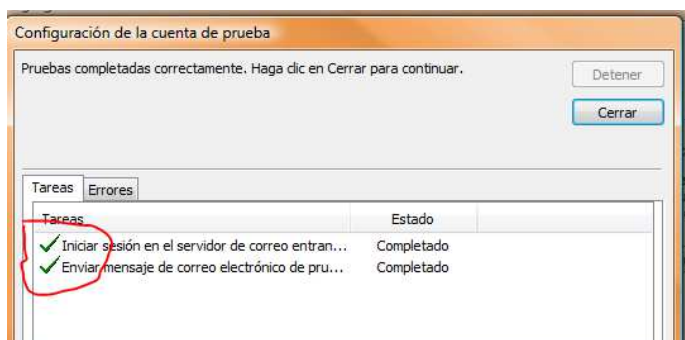 Configuración de la cuenta de prueba
Pruebas completadas correctamente. Haga clic en Cerrar para continuar.
Detener
Cerrar
Tareas Errores
Tareas Estado
Iniciar sesión en el servidor de correo entran... Completado
Enviar mensaje de correo electrónico de pru... Completado